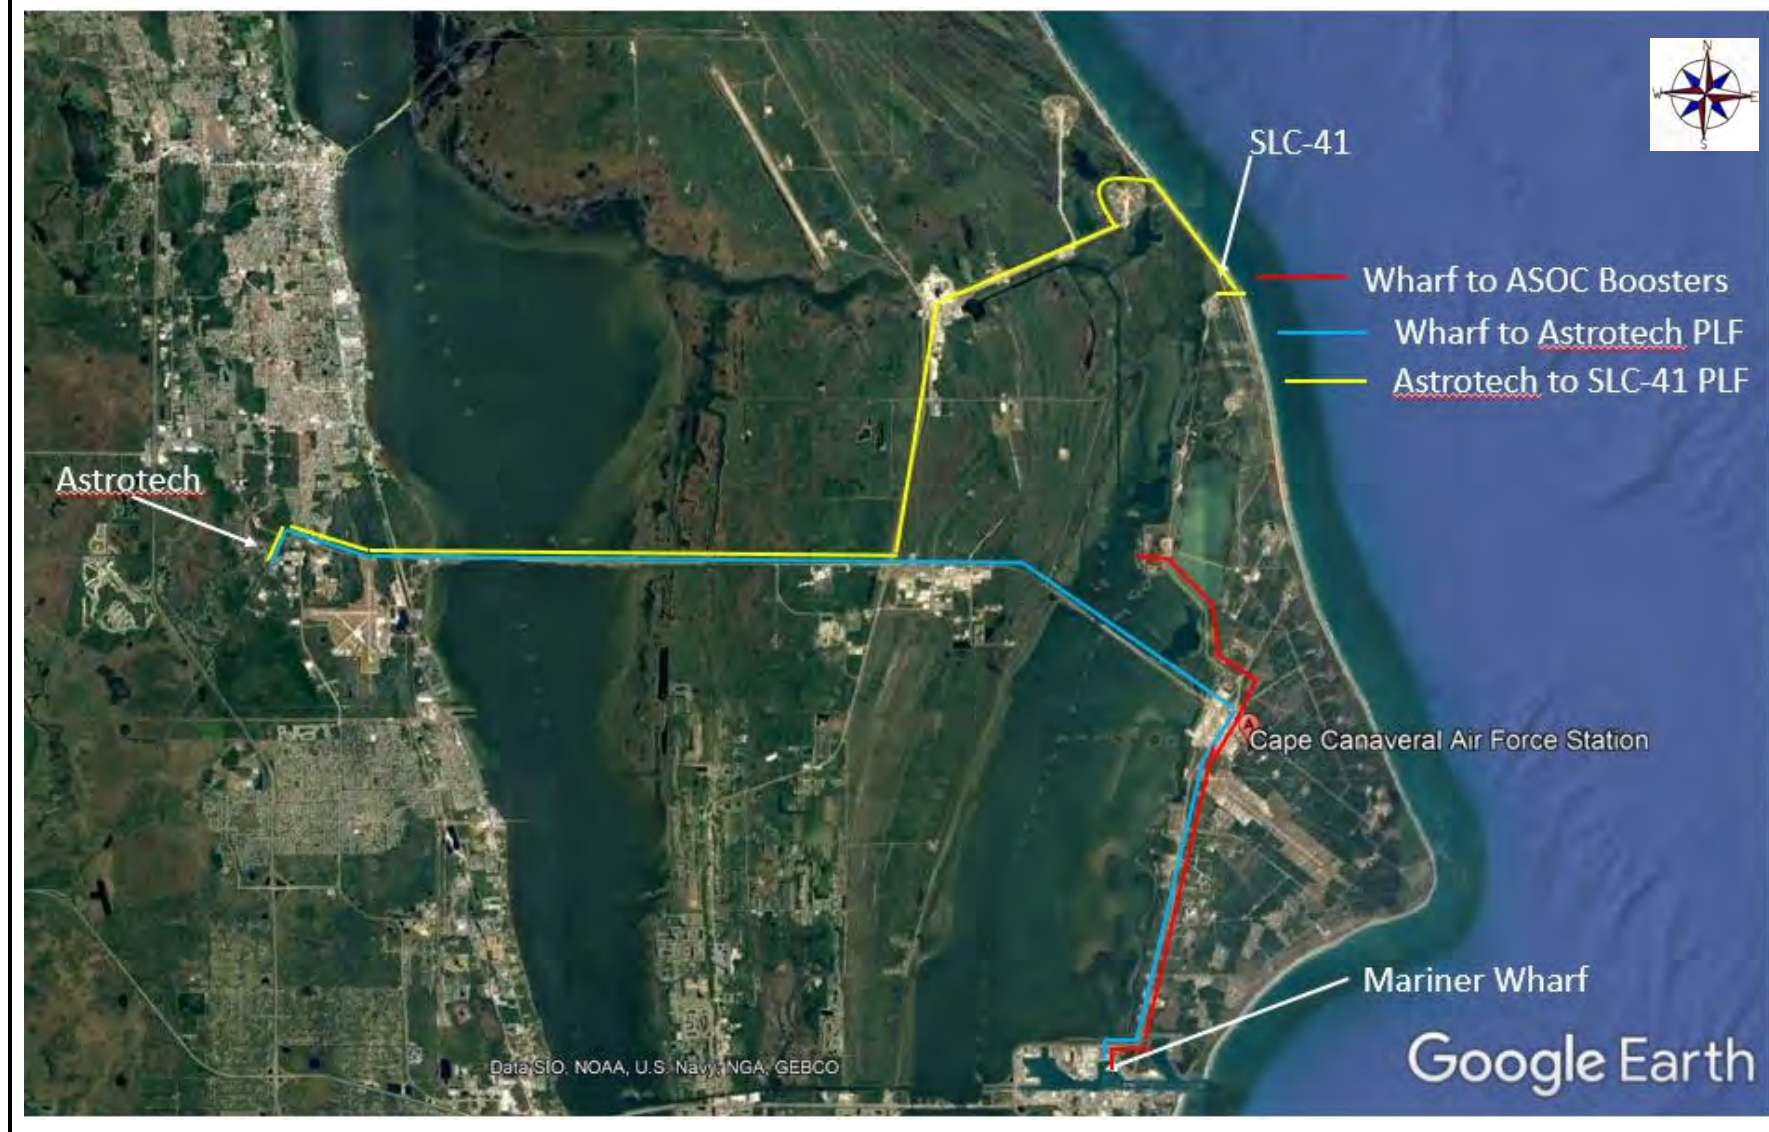 N
W
E
S
SLC-41
Wharf to ASOC Boosters
Wharf to Astrotech PLF
Astrotech to SLC-41 PLF
Astrotech
A
Cape Canaveral Air Force Station
Mariner Wharf
Data SIO, NOAA, U.S. Navy, NGA, GEBCO
Google Earth